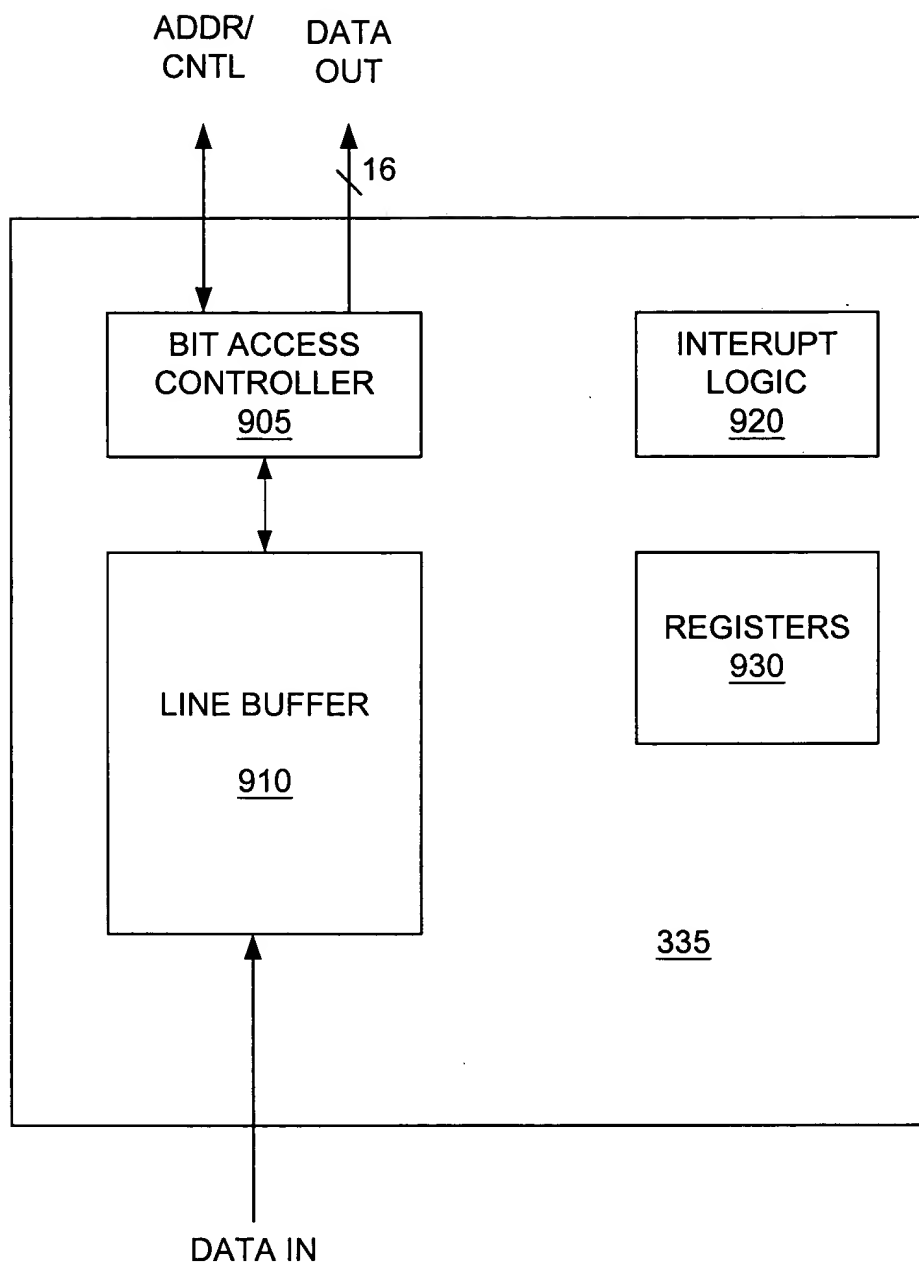 ADDR/
CNTL
DATA
OUT
16
BIT ACCESS
CONTROLLER
905
INTERUPT
LOGIC
920
LINE BUFFER
910
REGISTERS
930
335
DATA IN